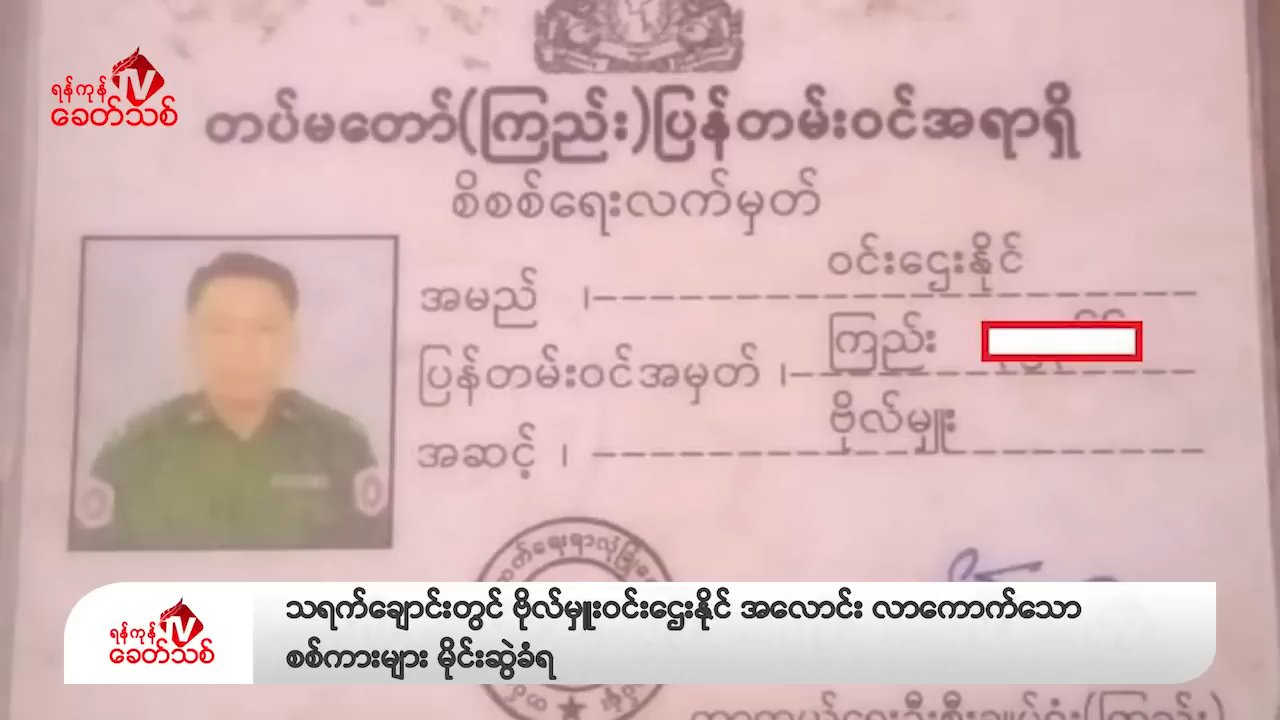 ရန်ကုန်
ခေတ်သစ်
TV
တပ်မတော်(ကြည်း)ပြန်တမ်းဝင်အရာရှိ
စိစစ်ရေးလက်မှတ်
အမည် ၊ ဝင်းဌေးနိုင်
ပြန်တမ်းဝင်အမှတ် ၊ ကြည်း
အဆင့် ၊ ဗိုလ်မှူး
သရက်ချောင်းတွင် ဗိုလ်မှူးဝင်းဌေးနိုင် အလောင်း လာကောက်သော
စစ်ကားများ မိုင်းဆွဲခံရ
ရန်ကုန်
ခေတ်သစ်
TV